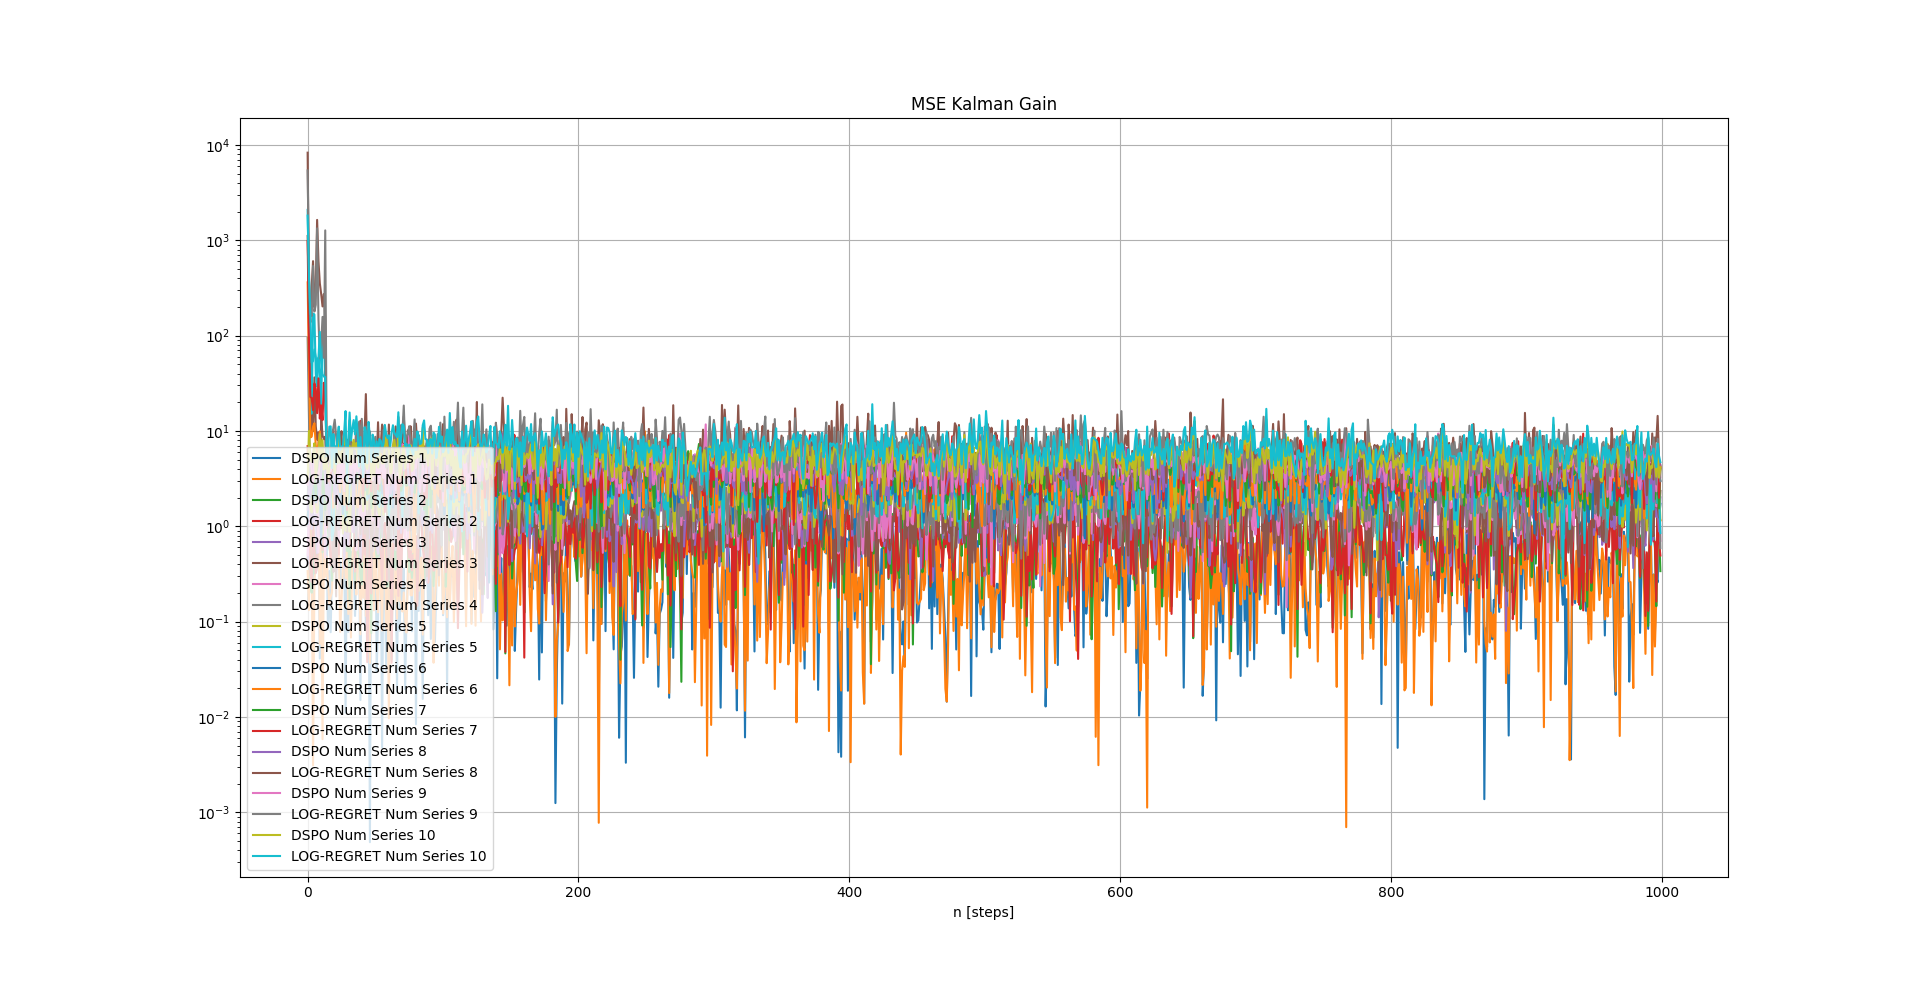 MSE Kalman Gain
10^4
10^3
10^2
10^1
10^0
10^-1
10^-2
10^-3
DSPO Num Series 1
LOG-REGRET Num Series 1
DSPO Num Series 2
LOG-REGRET Num Series 2
DSPO Num Series 3
LOG-REGRET Num Series 3
DSPO Num Series 4
LOG-REGRET Num Series 4
DSPO Num Series 5
LOG-REGRET Num Series 5
DSPO Num Series 6
LOG-REGRET Num Series 6
DSPO Num Series 7
LOG-REGRET Num Series 7
DSPO Num Series 8
LOG-REGRET Num Series 8
DSPO Num Series 9
LOG-REGRET Num Series 9
DSPO Num Series 10
LOG-REGRET Num Series 10
0 200 400 600 800 1000
n [steps]